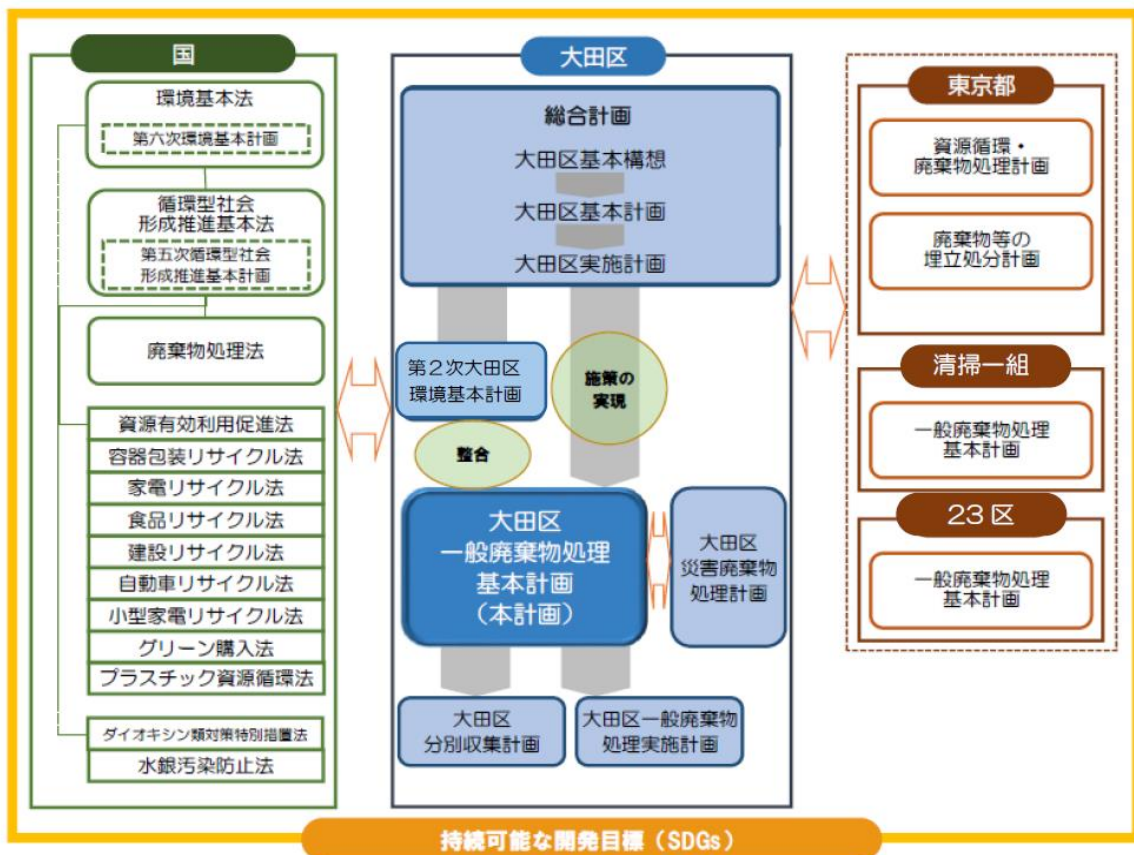 国
環境基本法
第六次環境基本計画
循環型社会
形成推進基本法
第五次循環型社会
形成推進基本計画
廃棄物処理法
資源有効利用促進法
容器包装リサイクル法
家電リサイクル法
食品リサイクル法
建設リサイクル法
自動車リサイクル法
小型家電リサイクル法
グリーン購入法
プラスチック資源循環法
ダイオキシン類対策特別措置法
水銀汚染防止法
大田区
総合計画
大田区基本構想
大田区基本計画
大田区実施計画
第2次大田区
環境基本計画
施策の
実現
整合
大田区
一般廃棄物処理
基本計画
（本計画）
大田区
災害廃棄物
処理計画
大田区
分別収集計画
大田区一般廃棄物
処理実施計画
東京都
資源循環・
廃棄物処理計画
廃棄物等の
埋立処分計画
清掃一組
一般廃棄物処理
基本計画
23区
一般廃棄物処理
基本計画
持続可能な開発目標（SDGs）